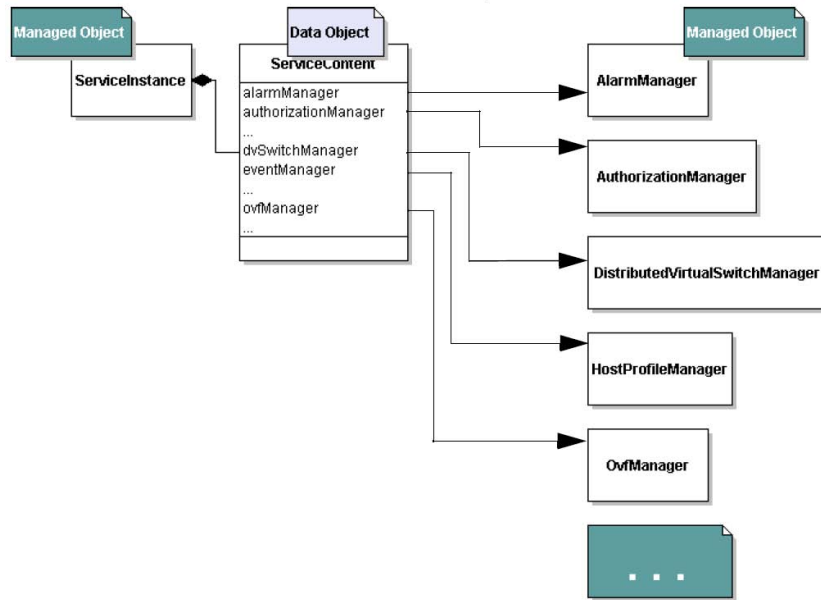 Managed Object
ServiceInstance
Data Object
ServiceContent
alarmManager
authorizationManager
...
dvSwitchManager
eventManager
...
ovfManager
...
Managed Object
AlarmManager
AuthorizationManager
DistributedVirtualSwitchManager
HostProfileManager
OvfManager
. . .